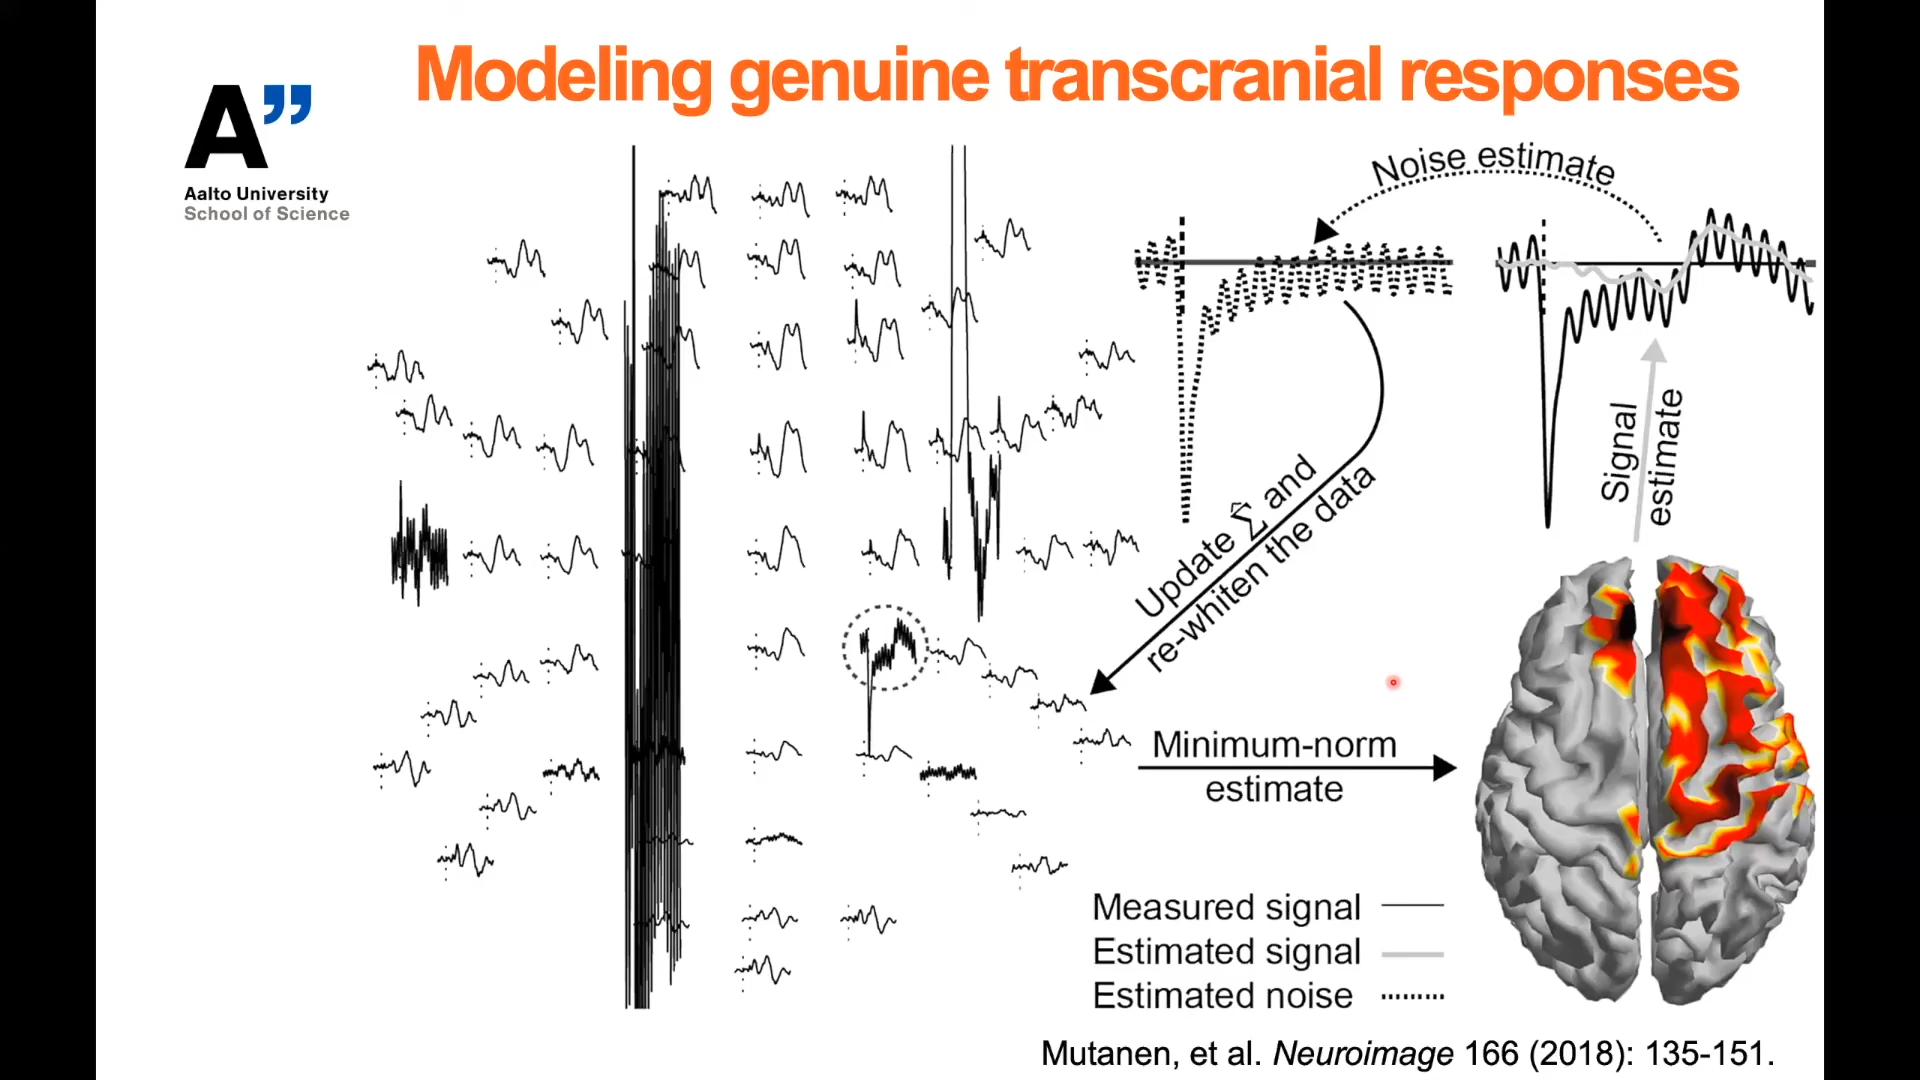 Modeling genuine transcranial responses
A”
Aalto University
School of Science
Noise estimate
Signal
estimate
Update Σ̂ and
re-whiten the data
Minimum-norm
estimate
Measured signal
Estimated signal
Estimated noise
Mutanen, et al. Neuroimage 166 (2018): 135-151.